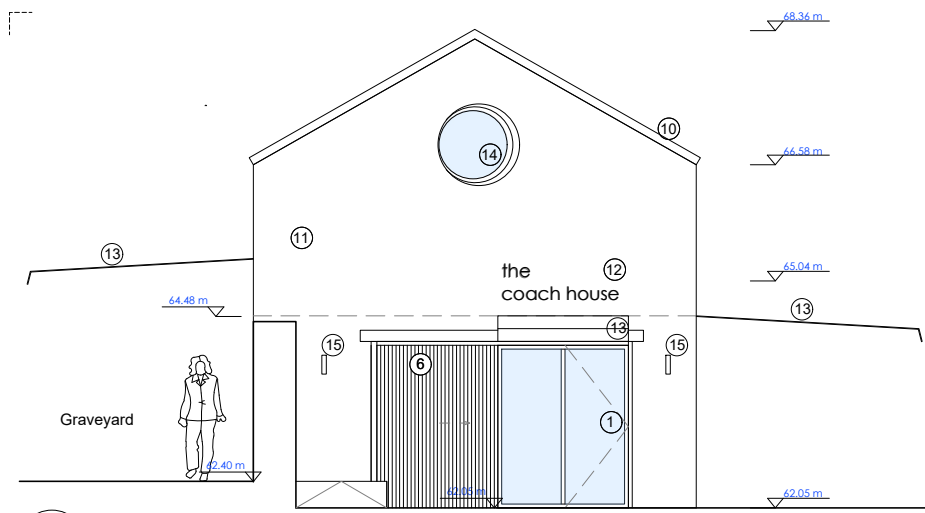 68.36 m
10
14
66.58 m
11
13
12
65.04 m
the
coach house
64.48 m
13
13
15
15
6
1
Graveyard
62.40 m
62.05 m
62.05 m